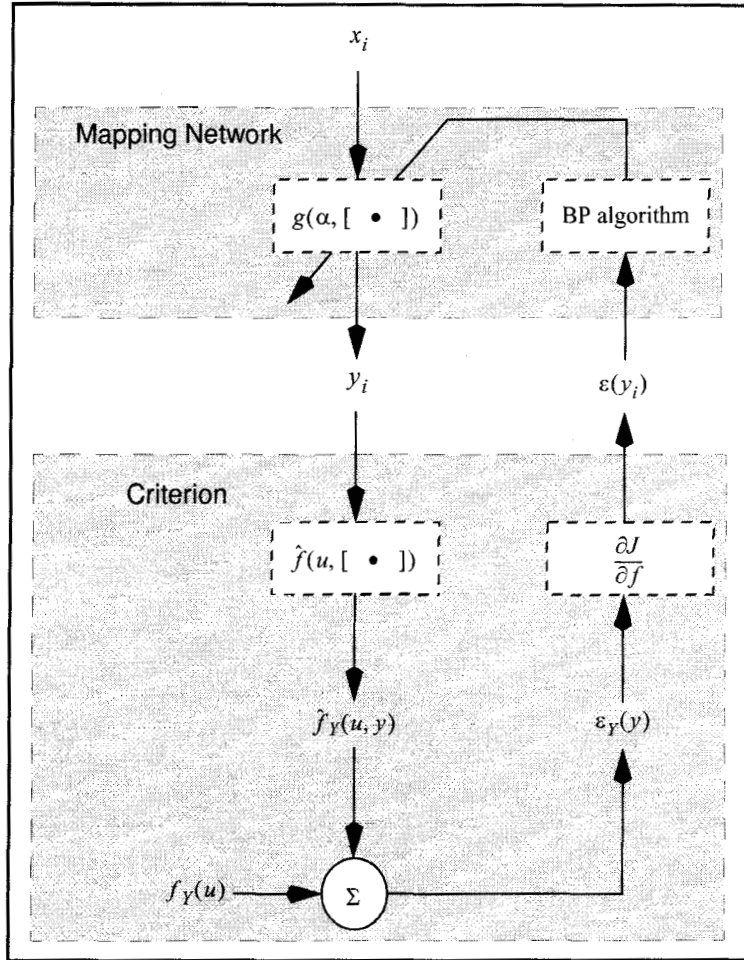 x_i
Mapping Network
g(α, [ • ])
BP algorithm
y_i
ε(y_i)
Criterion
f̂(u, [ • ])
∂J
∂f
f̂_Y(u, y)
ε_Y(y)
f_Y(u)
Σ